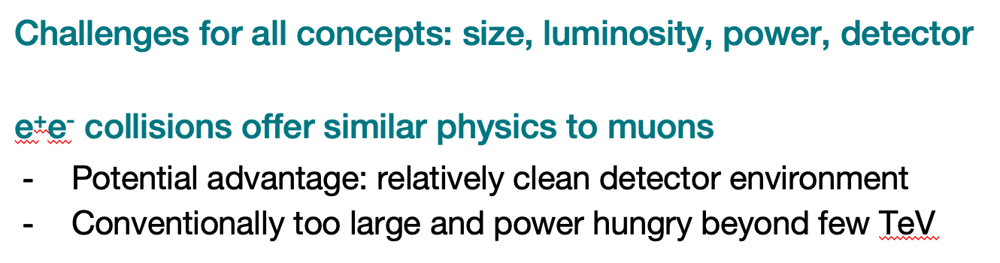 Challenges for all concepts: size, luminosity, power, detector
e⁺e⁻ collisions offer similar physics to muons
- Potential advantage: relatively clean detector environment
- Conventionally too large and power hungry beyond few TeV